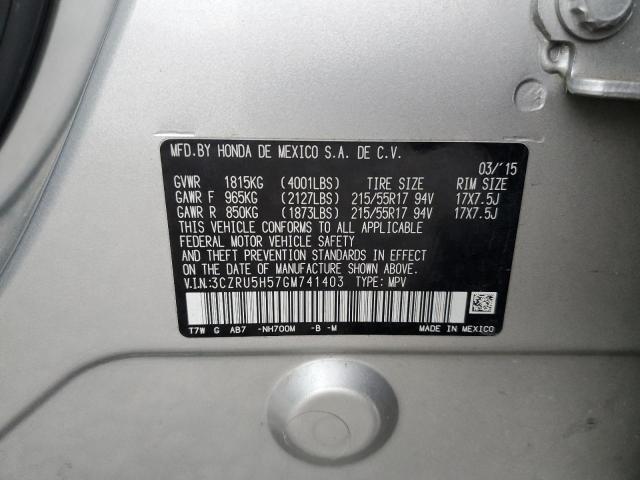 MFD.BY HONDA DE MEXICO S.A. DE C.V.
03/'15
GVWR 1815KG (4001LBS) TIRE SIZE RIM SIZE
GAWR F 965KG (2127LBS) 215/55R17 94V 17X7.5J
GAWR R 850KG (1873LBS) 215/55R17 94V 17X7.5J
THIS VEHICLE CONFORMS TO ALL APPLICABLE
FEDERAL MOTOR VEHICLE SAFETY
AND THEFT PREVENTION STANDARDS IN EFFECT
ON THE DATE OF MANUFACTURE SHOWN ABOVE.
V.I.N:3CZRU5H57GM741403 TYPE: MPV
T7W G AB7 -NH700M -B -M
MADE IN MEXICO